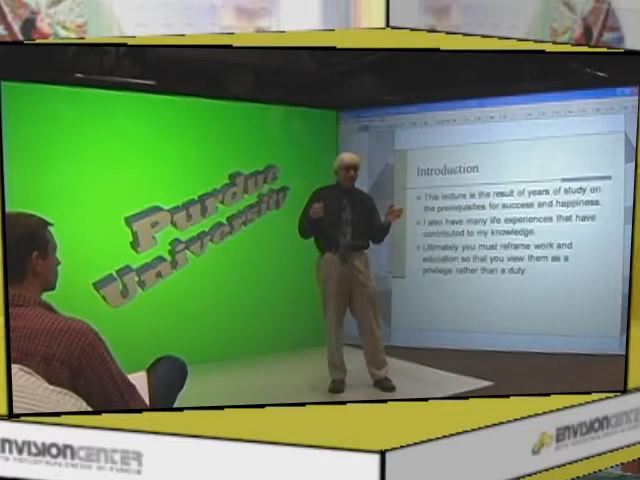 Purdue
University
Introduction
This lecture is the result of years of study on
the prerequisites for success and happiness.
I also have many life experiences that have
contributed to my knowledge.
Ultimately you must reframe work and
education so that you view them as a
privilege rather than a duty.
NVISIONCENTER
ENVISIONCENTE